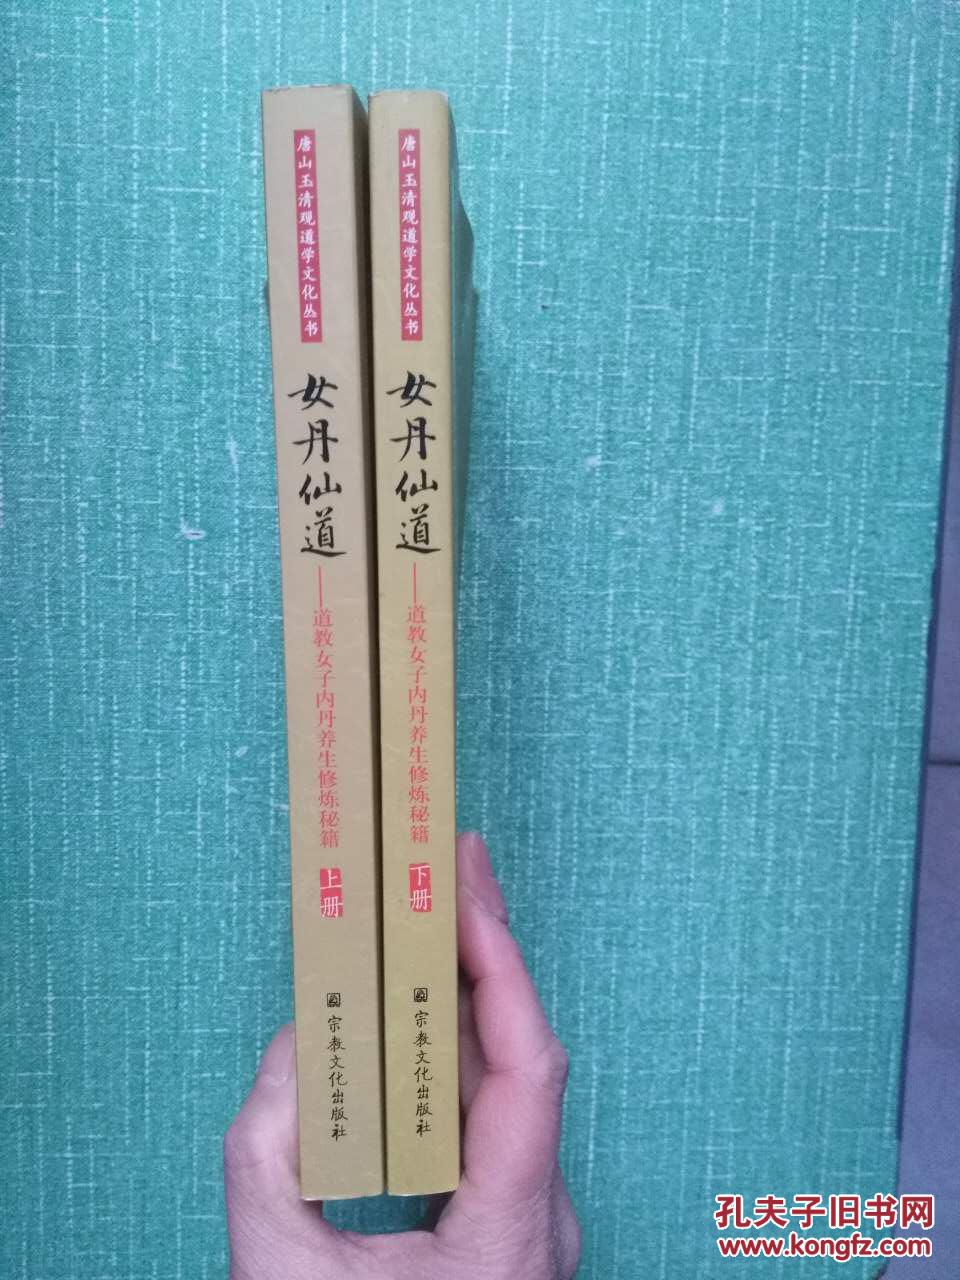 唐山玉清观道学文化丛书
女丹仙道
——道教女子内丹养生修炼秘籍
上册
宗教文化出版社
唐山玉清观道学文化丛书
女丹仙道
——道教女子内丹养生修炼秘籍
下册
宗教文化出版社
孔夫子旧书网
www.kongfz.com